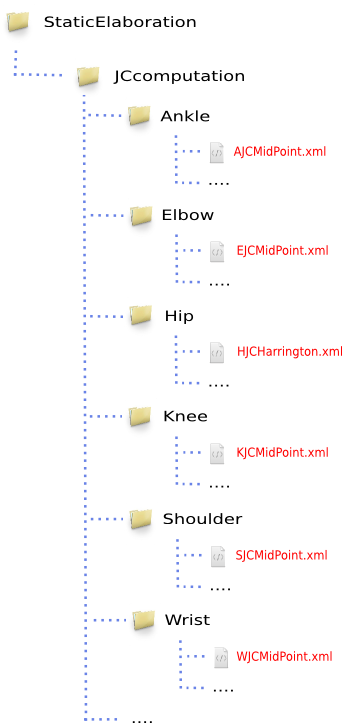 StaticElaboration
JCcomputation
Ankle
AJCMidPoint.xml
....
Elbow
EJCMidPoint.xml
....
Hip
HJCHarrington.xml
....
Knee
KJCMidPoint.xml
....
Shoulder
SJCMidPoint.xml
....
Wrist
WJCMidPoint.xml
....
....